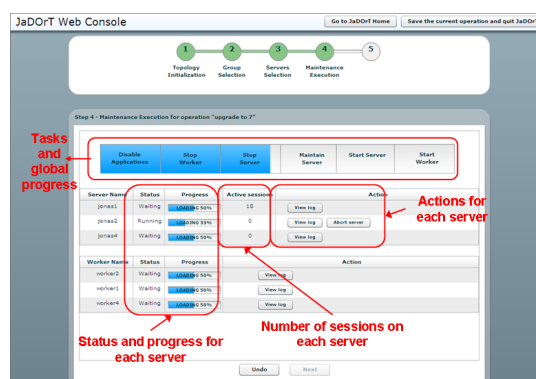 JaDOrT Web Console
Go to JaDOrT Home
Save the current operation and quit JaDOrT
1 2 3 4 5
Topology Initialization
Group Selection
Servers Selection
Maintenance Execution
Step 4 - Maintenance Execution for operation "upgrade to 7"
Tasks and global progress
Disable Applications
Stop Worker
Stop Server
Maintain Server
Start Server
Start Worker
Server Name Status Progress Active sessions Action
jonas1 Waiting LOADING 50% 18 View log
jonas2 Running LOADING 50% 0 View log Abort server
jonas4 Waiting LOADING 50% 0 View log
Actions for each server
Worker Name Status Progress Action
worker2 Waiting LOADING 50% View log
worker1 Waiting LOADING 50% View log
worker4 Waiting LOADING 50% View log
Status and progress for each server
Number of sessions on each server
Undo
Next